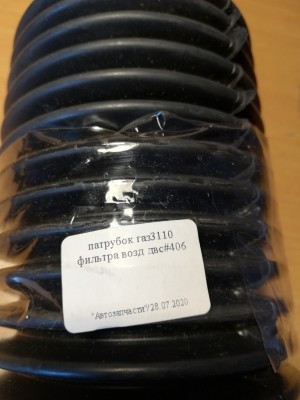 патрубок газ3110
фильтра возд двс#406
"Автозапчасти"/28.07.2020